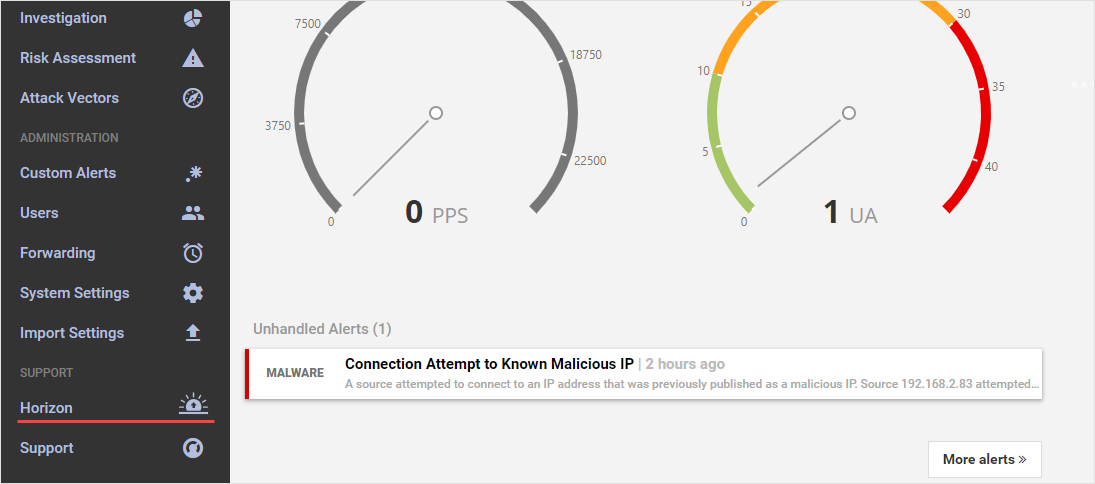 Investigation
Risk Assessment
Attack Vectors
ADMINISTRATION
Custom Alerts
Users
Forwarding
System Settings
Import Settings
SUPPORT
Horizon
Support
7500
18750
3750
22500
0
0 PPS
15
30
10
35
5
40
0
1 UA
Unhandled Alerts (1)
MALWARE
Connection Attempt to Known Malicious IP | 2 hours ago
A source attempted to connect to an IP address that was previously published as a malicious IP. Source 192.168.2.83 attempted...
More alerts »